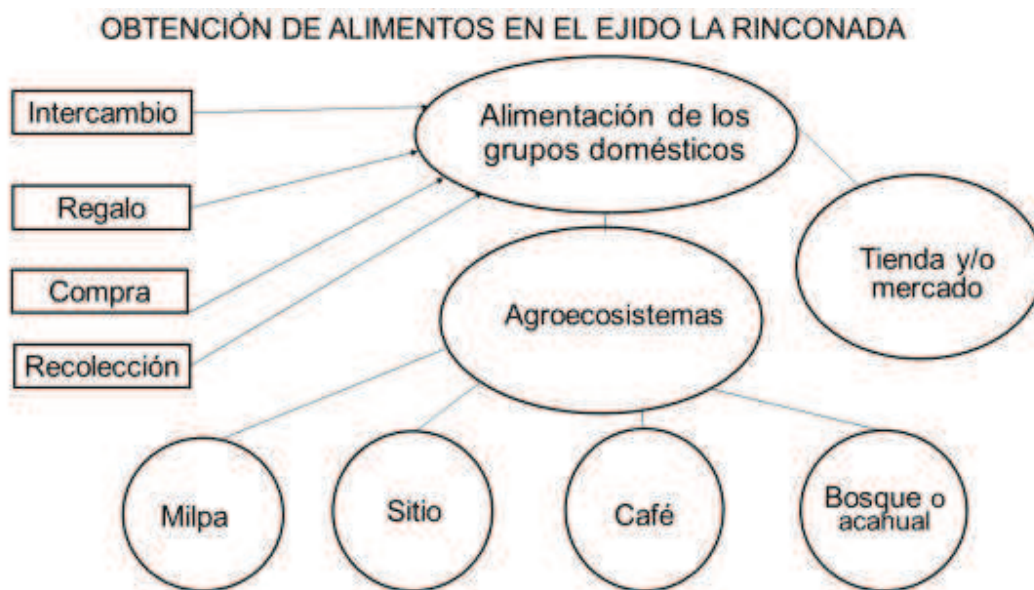 OBTENCIÓN DE ALIMENTOS EN EL EJIDO LA RINCONADA
Intercambio
Regalo
Compra
Recolección
Alimentación de los
grupos domésticos
Tienda y/o
mercado
Agroecosistemas
Milpa
Sitio
Café
Bosque o
acahual